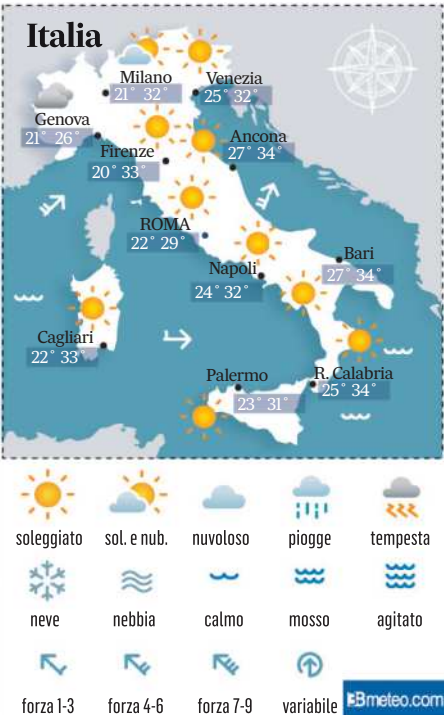 Italia
Milano
21° 32°
Venezia
25° 32°
Genova
21° 26°
Firenze
20° 33°
Ancona
27° 34°
ROMA
22° 29°
Napoli
24° 32°
Bari
27° 34°
Cagliari
22° 33°
Palermo
23° 31°
R. Calabria
25° 34°
soleggiato sol. e nub. nuvoloso piogge tempesta
neve nebbia calmo mosso agitato
forza 1-3 forza 4-6 forza 7-9 variabile
3Bmeteo.com